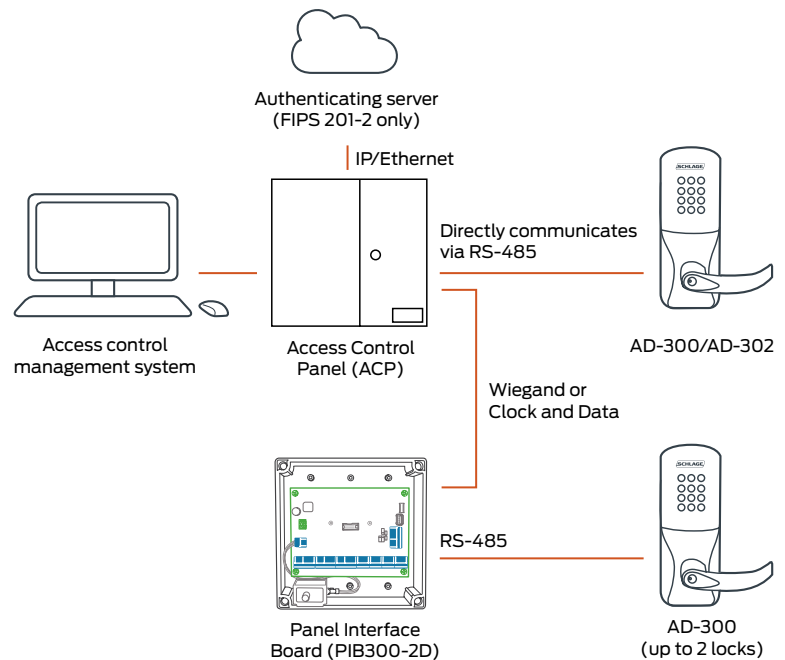 Authenticating server
(FIPS 201-2 only)
IP/Ethernet
SCHLAGE
Directly communicates
via RS-485
Access control
management system
Access Control
Panel (ACP)
AD-300/AD-302
Wiegand or
Clock and Data
SCHLAGE
RS-485
Panel Interface
Board (PIB300-2D)
AD-300
(up to 2 locks)